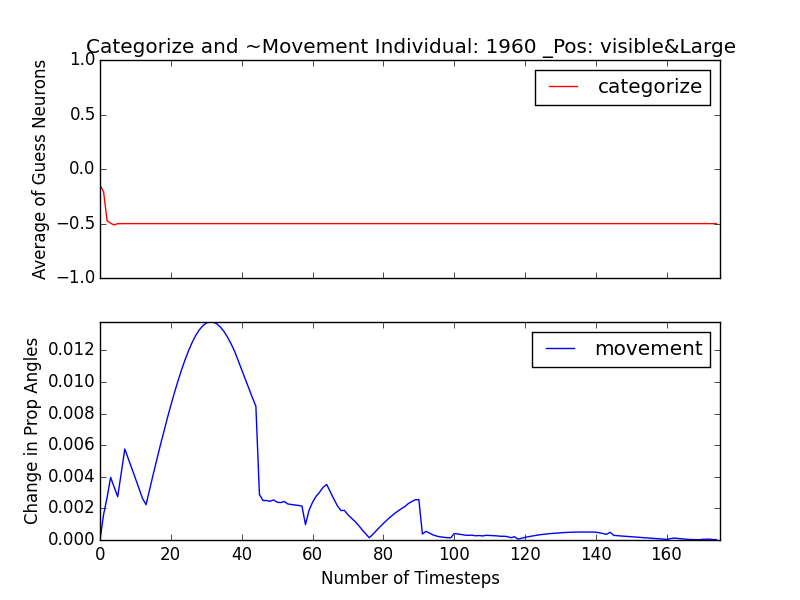 Categorize and ~Movement Individual: 1960 _Pos: visible&Large
1.0
0.5
0.0
−0.5
−1.0
Average of Guess Neurons
categorize
0.012
0.010
0.008
0.006
0.004
0.002
0.000
Change in Prop Angles
movement
0 20 40 60 80 100 120 140 160
Number of Timesteps